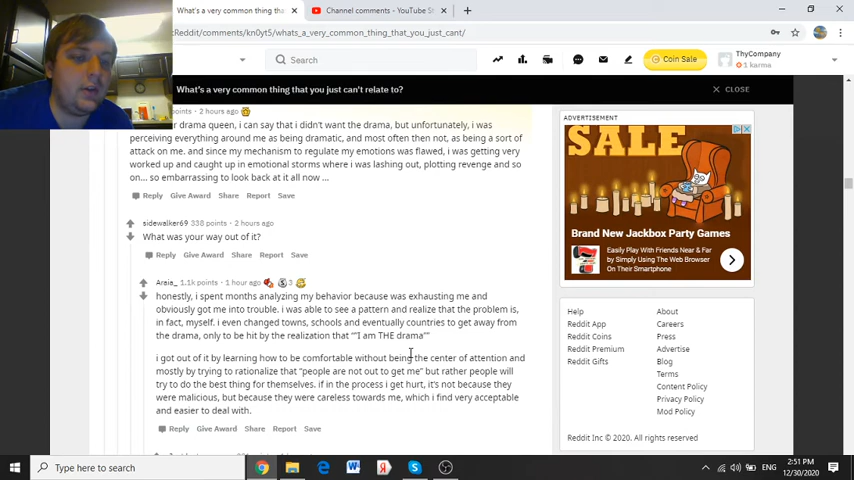 What's a very common thing tha
Channel comments - YouTube S
Reddit/comments/kn0yt5/whats_a_very_common_thing_that_you_just_cant_relate_to/
Search
Coin Sale
ThyCompany
1 karma
What's a very common thing that you just can't relate to?
CLOSE
points · 2 hours ago
r drama queen, i can say that i didn't want the drama, but unfortunately, i was
perceiving everything around me as being dramatic, and most often then not, as being a sort of
attack on me. and since my mechanism to regulate my emotions was flawed, i was getting very
worked up and caught up in emotional storms where i was lashing out, plotting revenge and so
on... so embarrassing to look back at it all now ...
Reply Give Award Share Report Save
sidewalker69 338 points · 2 hours ago
What was your way out of it?
Reply Give Award Share Report Save
Araia_ 1.1k points · 1 hour ago 3
honestly, i spent months analyzing my behavior because was exhausting me and
obviously got me into trouble. i was able to see a pattern and realize that the problem is,
in fact, myself. i even changed towns, schools and eventually countries to get away from
the drama, only to be hit by the realization that ""I am THE drama""
i got out of it by learning how to be comfortable without being the center of attention and
mostly by trying to rationalize that "people are not out to get me" but rather people will
try to do the best thing for themselves. if in the process i get hurt, it's not because they
were malicious, but because they were careless towards me, which i find very acceptable
and easier to deal with.
Reply Give Award Share Report Save
ADVERTISEMENT
SALE
Brand New Jackbox Party Games
Easily Play With Friends Near & Far
by Simply Using The Web Browser
On Their Smartphone!
Help About
Reddit App Careers
Reddit Coins Press
Reddit Premium Advertise
Reddit Gifts Blog
Terms
Content Policy
Privacy Policy
Mod Policy
Reddit Inc © 2020. All rights reserved
Type here to search
ENG
2:51 PM
12/30/2020